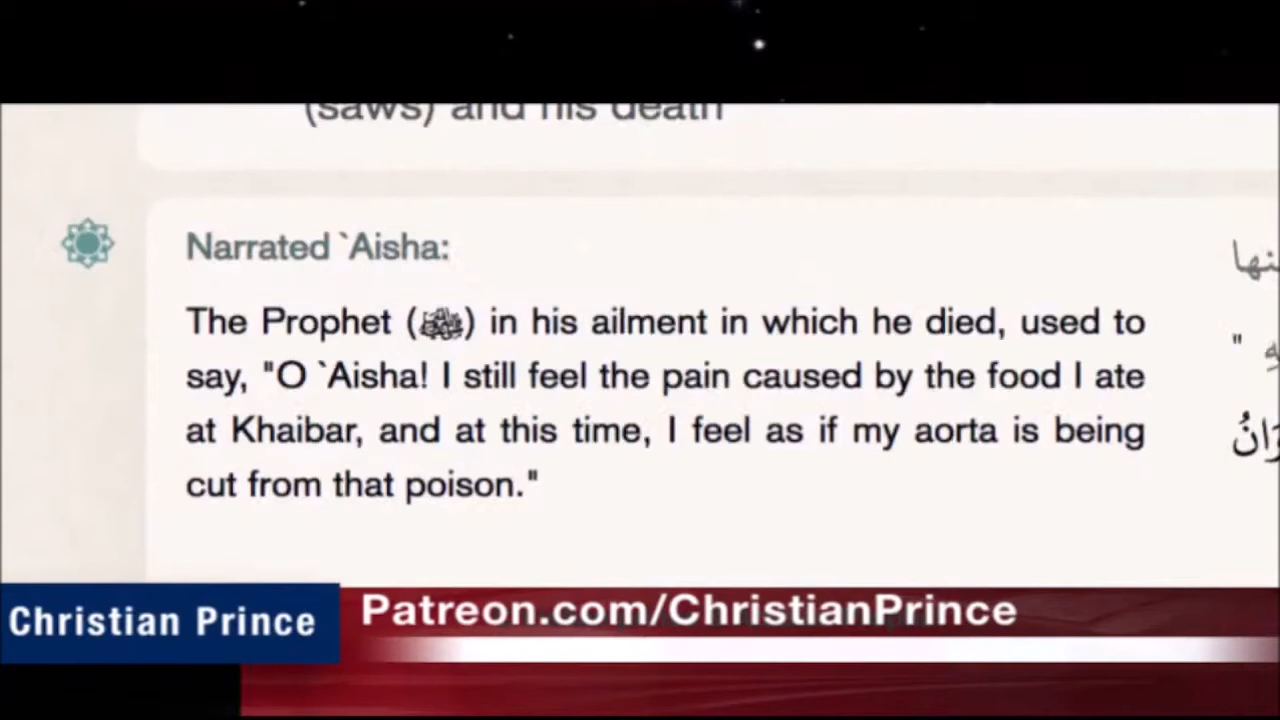 (saws) and his death
Narrated `Aisha:
The Prophet (ﷺ) in his ailment in which he died, used to
say, "O `Aisha! I still feel the pain caused by the food I ate
at Khaibar, and at this time, I feel as if my aorta is being
cut from that poison."
Christian Prince
Patreon.com/ChristianPrince